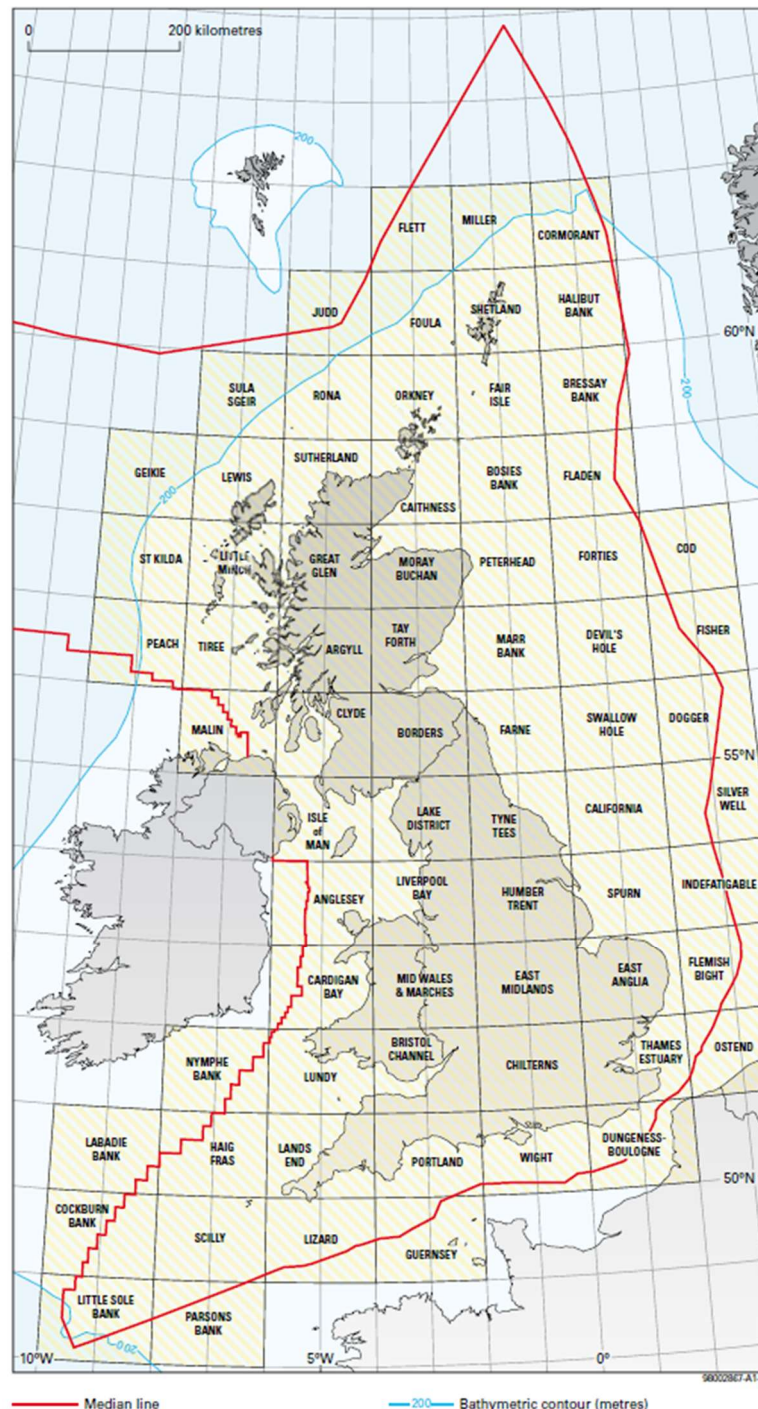 0 200 kilometres
200
FLETT
MILLER
CORMORANT
JUDD
FOULA
SHETLAND
HALIBUT
BANK
60°N
SULA
SGEIR
RONA
ORKNEY
FAIR
ISLE
BRESSAY
BANK
200
GEIKIE
LEWIS
SUTHERLAND
BOSIES
BANK
FLADEN
200
CAITHNESS
ST KILDA
LITTLE
MINCH
GREAT
GLEN
MORAY
BUCHAN
PETERHEAD
FORTIES
COD
PEACH
TIREE
ARGYLL
TAY
FORTH
MARR
BANK
DEVIL'S
HOLE
FISHER
MALIN
CLYDE
BORDERS
FARNE
SWALLOW
HOLE
DOGGER
55°N
ISLE
of
MAN
LAKE
DISTRICT
TYNE
TEES
CALIFORNIA
SILVER
WELL
ANGLESEY
LIVERPOOL
BAY
HUMBER
TRENT
SPURN
INDEFATIGABLE
CARDIGAN
BAY
MID WALES
& MARCHES
EAST
MIDLANDS
EAST
ANGLIA
FLEMISH
BIGHT
NYMPHE
BANK
LUNDY
BRISTOL
CHANNEL
CHILTERNS
THAMES
ESTUARY
OSTEND
LABADIE
BANK
HAIG
FRAS
LANDS
END
PORTLAND
WIGHT
DUNGENESS-
BOULOGNE
50°N
COCKBURN
BANK
SCILLY
LIZARD
GUERNSEY
LITTLE SOLE
BANK
PARSONS
BANK
200
10°W 5°W 0°
Median line 200 Bathymetric contour (metres)